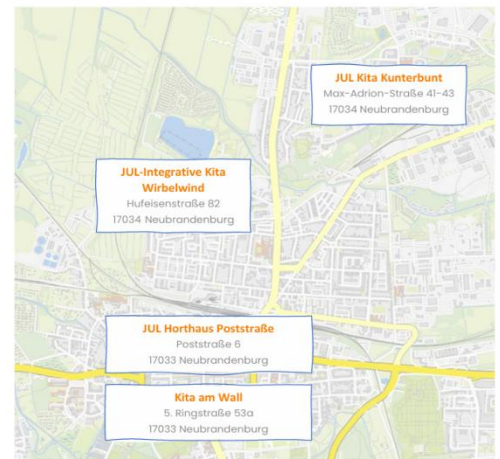 JUL Kita Kunterbunt
Max-Adrion-Straße 41-43
17034 Neubrandenburg
JUL-Integrative Kita
Wirbelwind
Hufeisenstraße 82
17034 Neubrandenburg
JUL Horthaus Poststraße
Poststraße 6
17033 Neubrandenburg
Kita am Wall
5. Ringstraße 53a
17033 Neubrandenburg